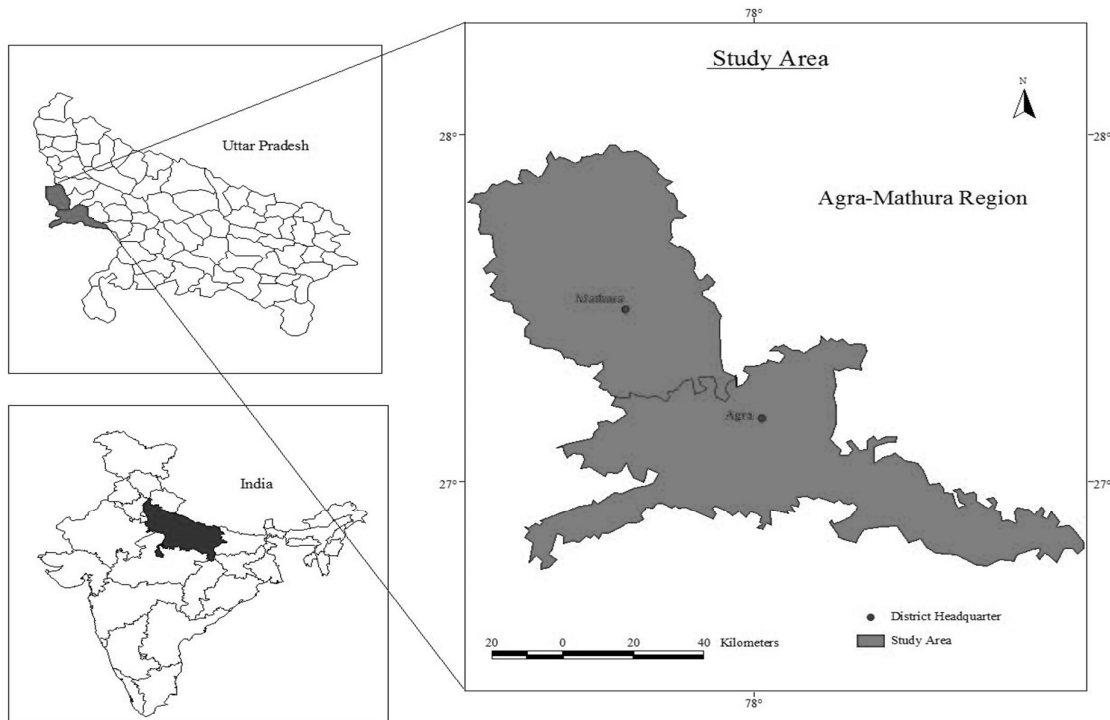 78°
Study Area
N
28°
28°
Uttar Pradesh
Agra-Mathura Region
Mathura
Agra
27°
27°
India
District Headquarter
Study Area
20 0 20 40 Kilometers
78°